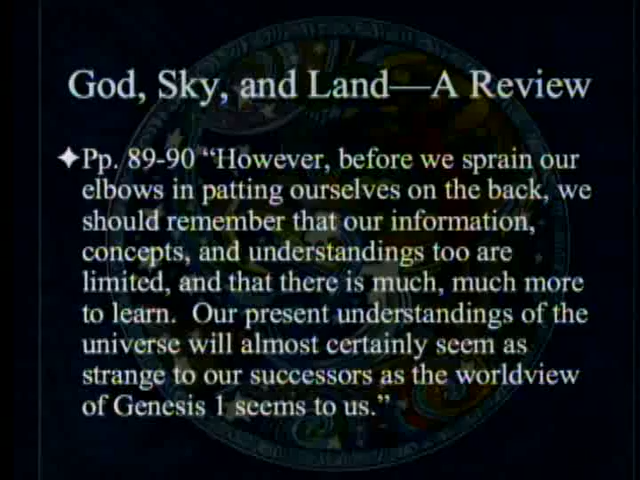 God, Sky, and Land—A Review
✦Pp. 89-90 “However, before we sprain our
elbows in patting ourselves on the back, we
should remember that our information,
concepts, and understandings too are
limited, and that there is much, much more
to learn.  Our present understandings of the
universe will almost certainly seem as
strange to our successors as the worldview
of Genesis 1 seems to us.”